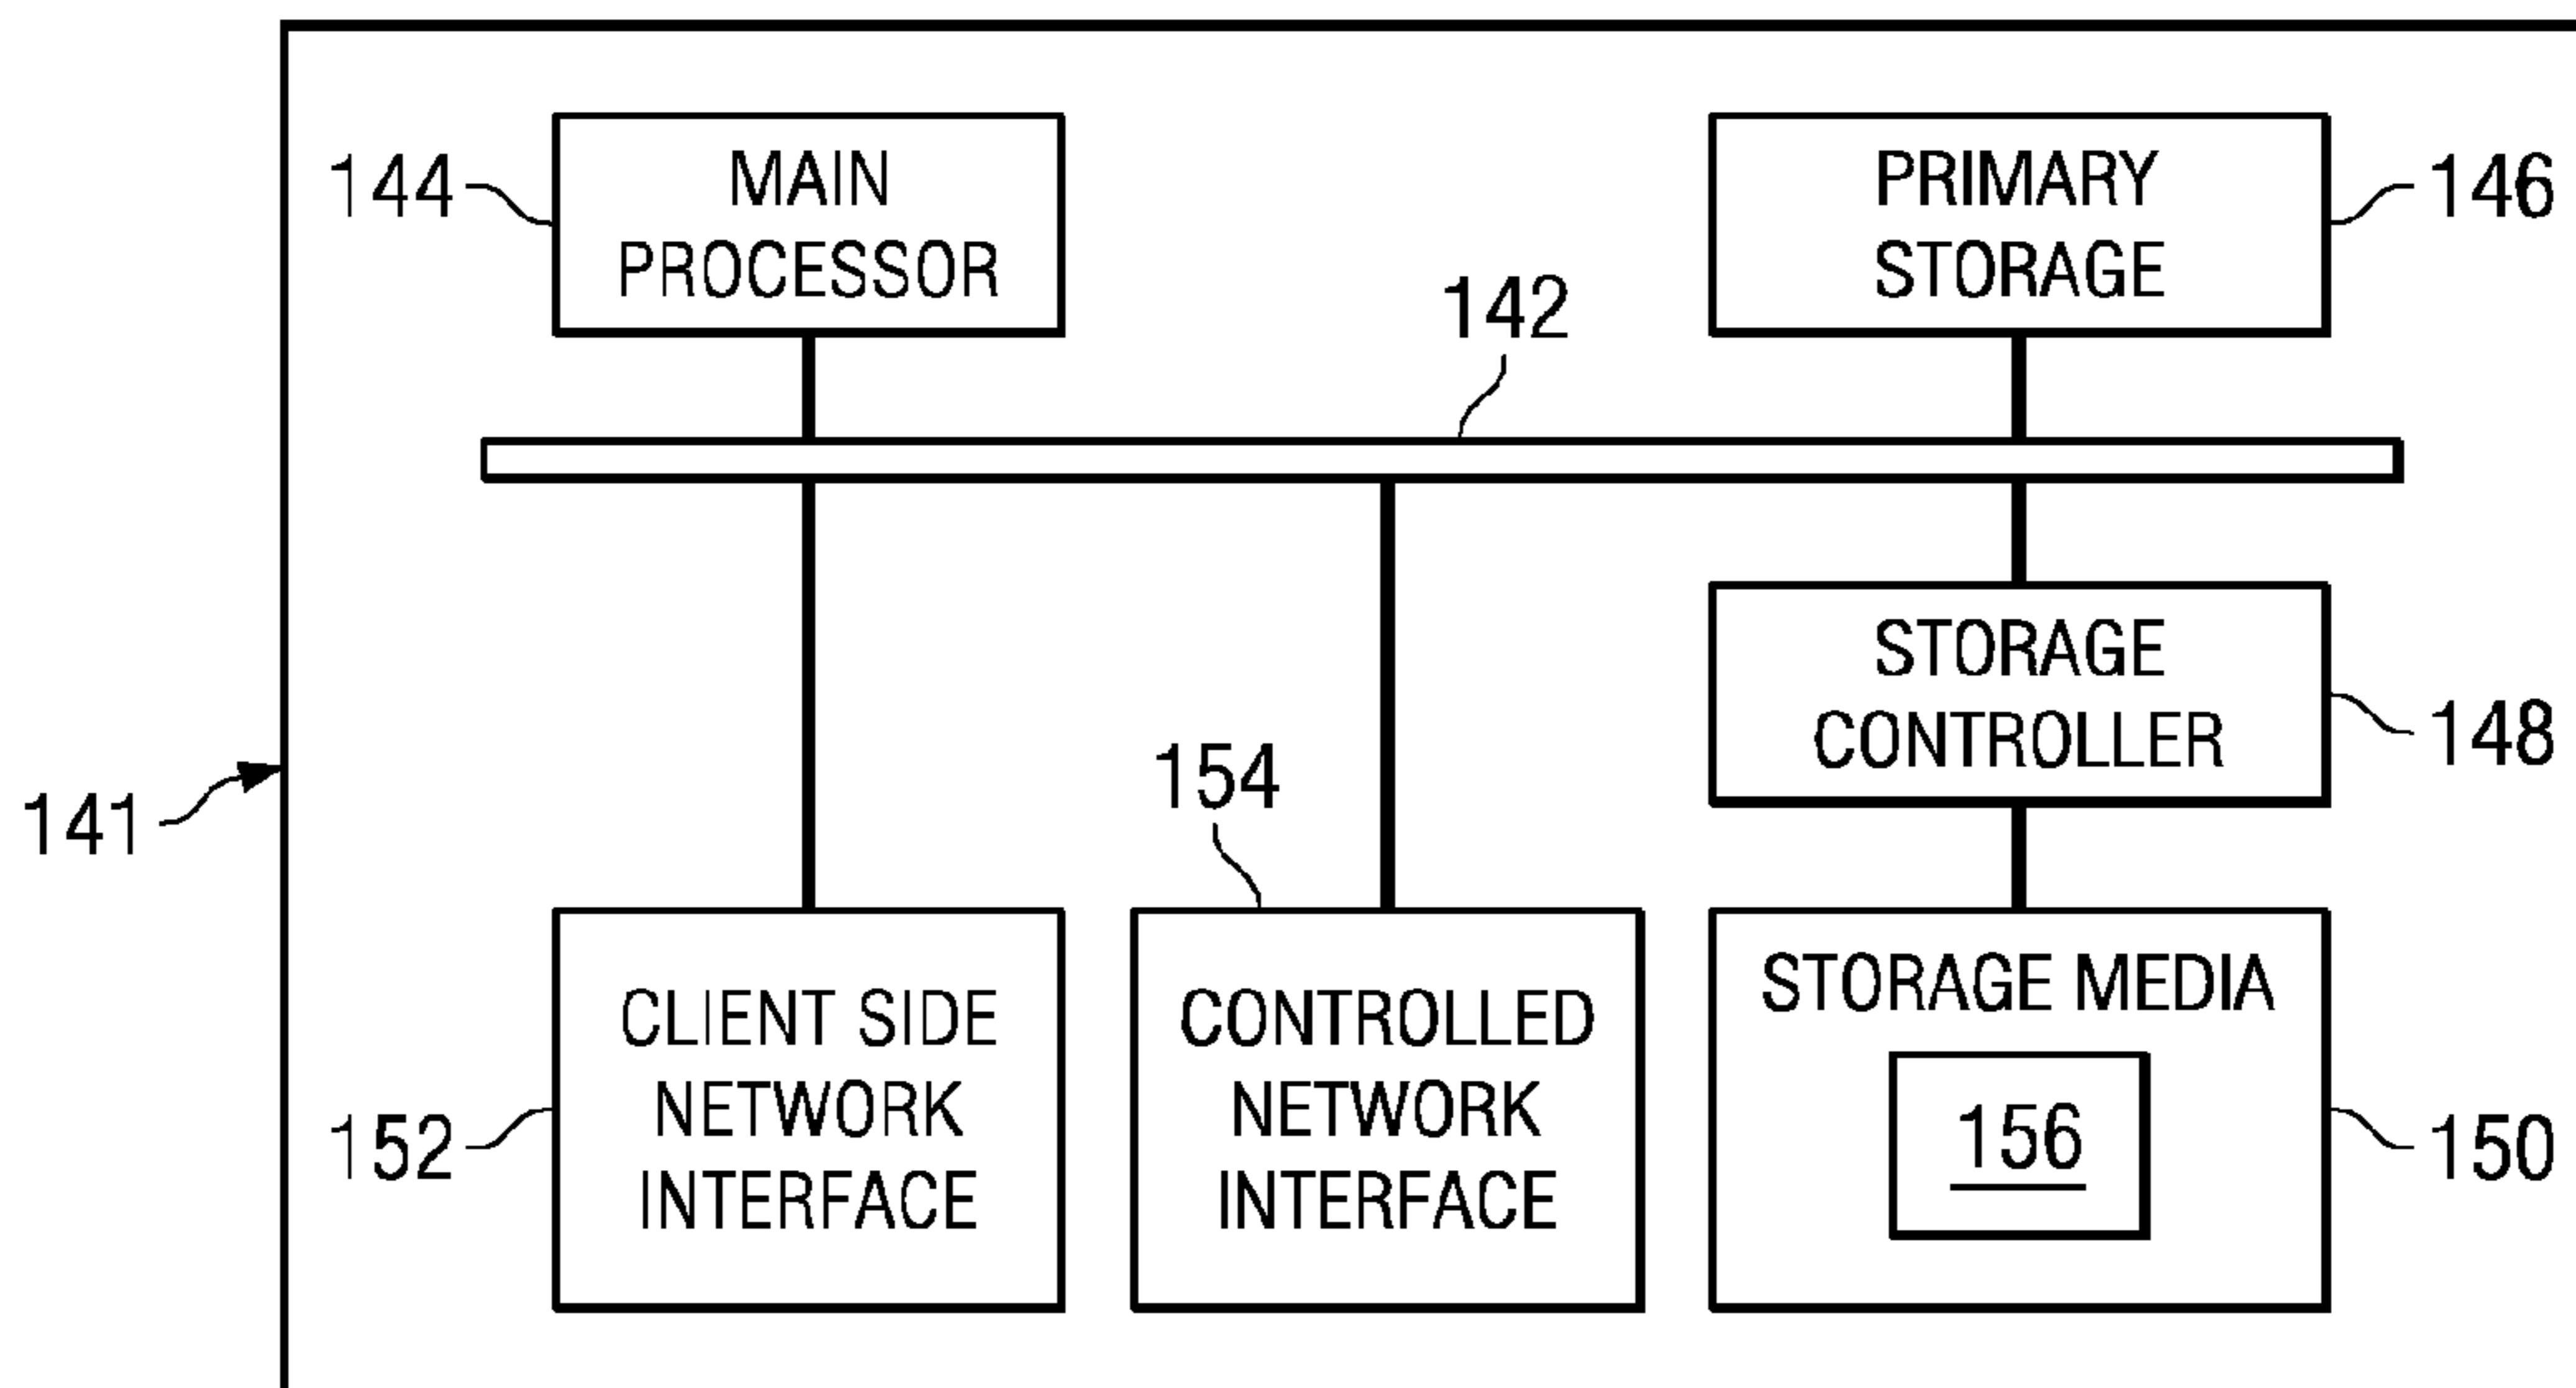 144
MAIN
PROCESSOR
PRIMARY
STORAGE
146
142
STORAGE
CONTROLLER
148
154
141
CLIENT SIDE
NETWORK
INTERFACE
152
CONTROLLED
NETWORK
INTERFACE
STORAGE MEDIA
156
150